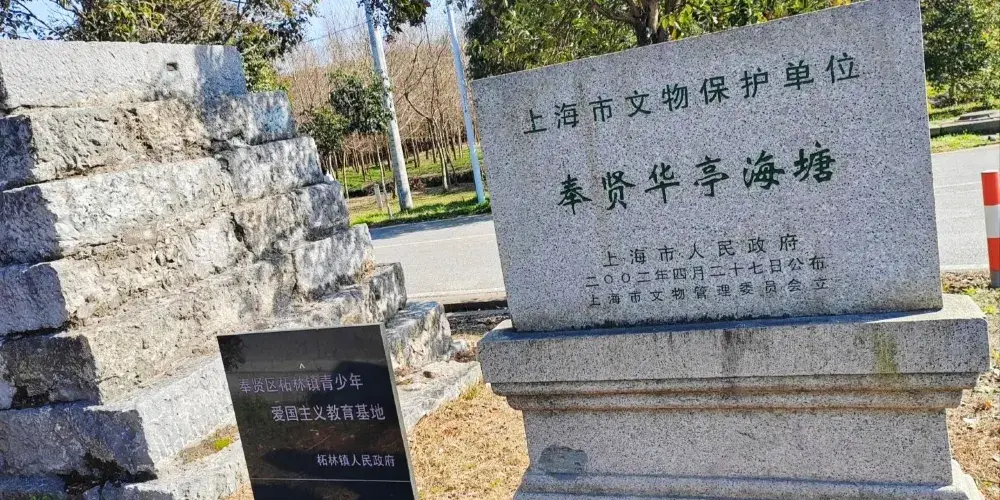 上海市文物保护单位
奉贤华亭海塘
上海市人民政府
二〇〇二年四月二十七日公布
上海市文物管理委员会立
奉贤区柘林镇青少年
爱国主义教育基地
柘林镇人民政府